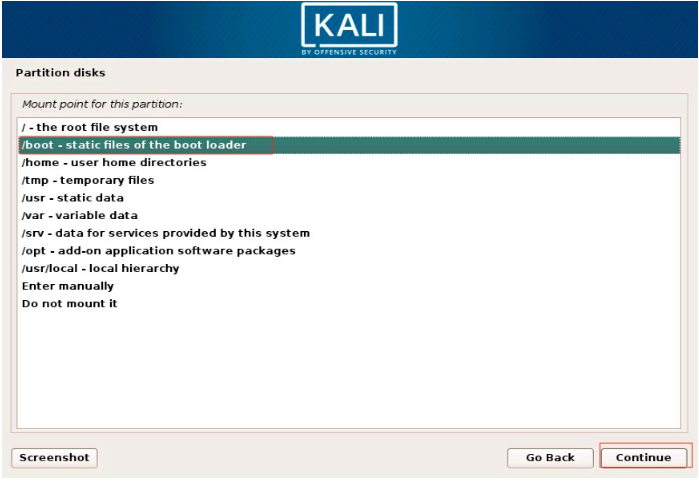 KALI
BY OFFENSIVE SECURITY
Partition disks
Mount point for this partition:
/ - the root file system
/boot - static files of the boot loader
/home - user home directories
/tmp - temporary files
/usr - static data
/var - variable data
/srv - data for services provided by this system
/opt - add-on application software packages
/usr/local - local hierarchy
Enter manually
Do not mount it
Screenshot
Go Back
Continue